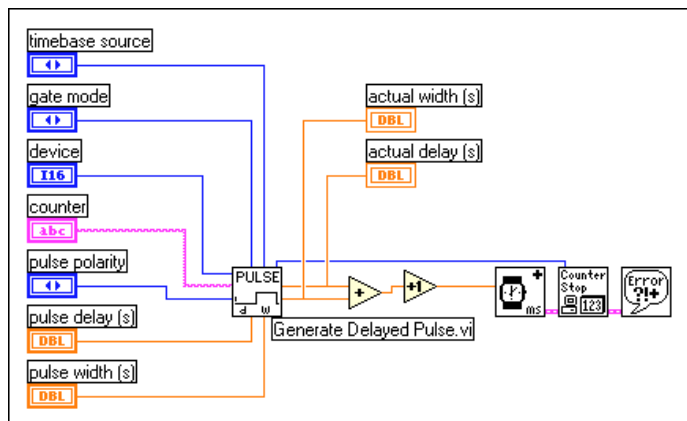 timebase source
gate mode
device
I16
counter
abc
pulse polarity
pulse delay (s)
DBL
pulse width (s)
DBL
actual width (s)
DBL
actual delay (s)
DBL
PULSE
d W
Generate Delayed Pulse.vi
+
+1
+
ms
Counter
Stop
123
Error
?!+